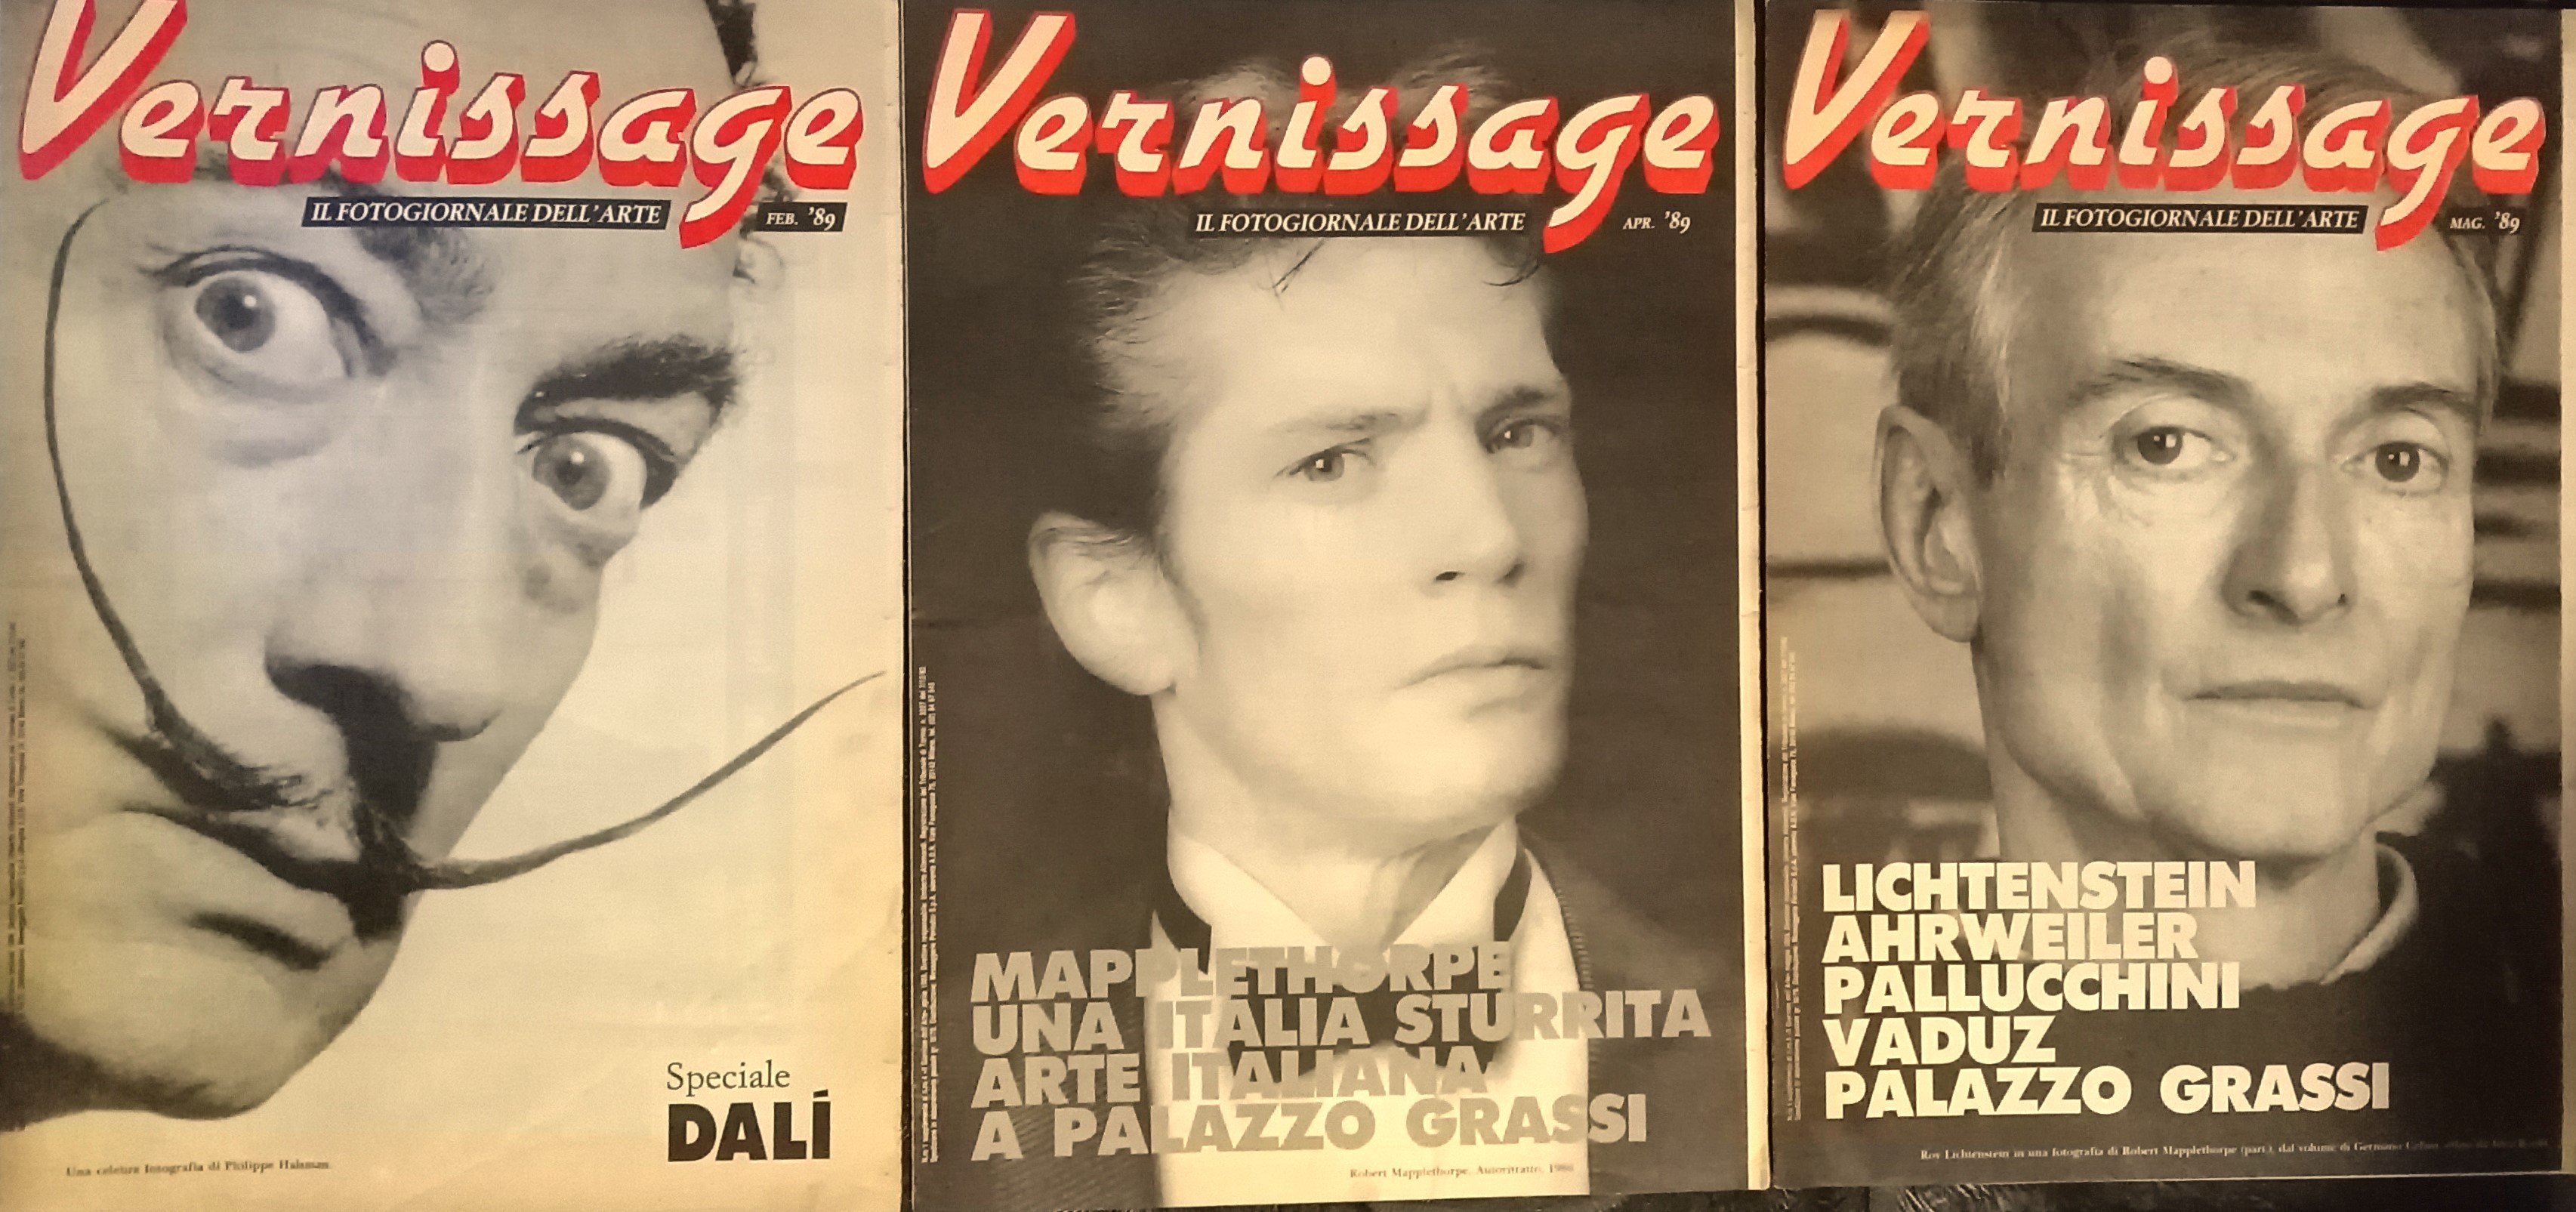 Vernissage
IL FOTOGIORNALE DELL'ARTE
FEB. '89
Speciale
DALÍ
Una celebre fotografia di Philippe Halsman.
Vernissage
IL FOTOGIORNALE DELL'ARTE
APR. '89
MAPPLETHORPE
UNA ITALIA STURRITA
ARTE ITALIANA
A PALAZZO GRASSI
Robert Mapplethorpe, Autoritratto, 1986
Vernissage
IL FOTOGIORNALE DELL'ARTE
MAG. '89
LICHTENSTEIN
AHRWEILER
PALLUCCHINI
VADUZ
PALAZZO GRASSI
Roy Lichtenstein in una fotografia di Robert Mapplethorpe (part.), dal volume di Germano